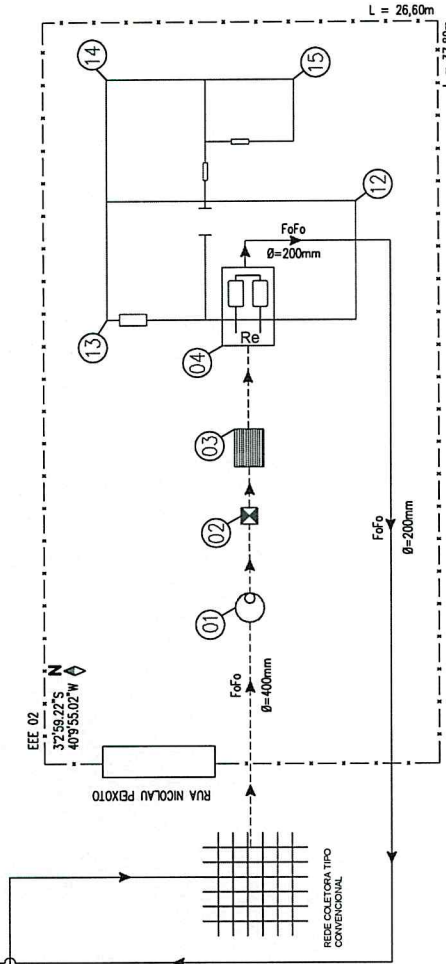 L = 26,60m
14
15
12
13
FoFo
Ø=200mm
Re
04
03
02
01
FoFo
Ø=200mm
FoFo
Ø=400mm
N
EEE 02
3°2'59.22"S
40°9'55.02"W
RUA NICOLAU PEIXOTO
REDE COLETORA TIPO
CONVENCIONAL